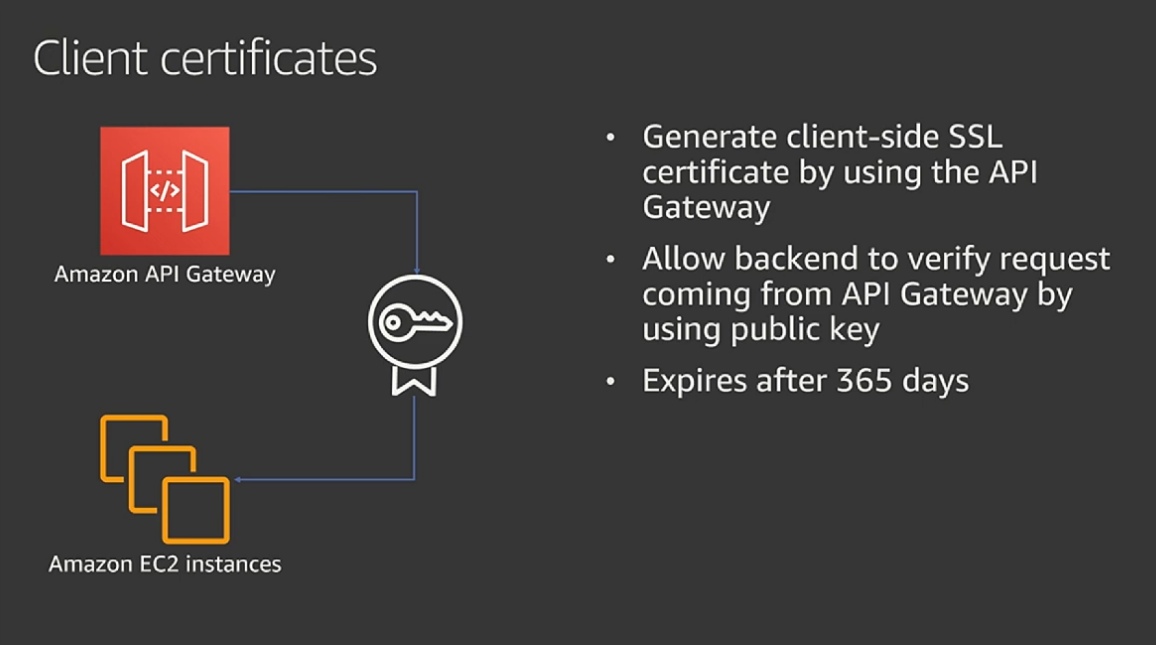 Client certificates
</>
Amazon API Gateway
Amazon EC2 instances
• Generate client-side SSL
certificate by using the API
Gateway
• Allow backend to verify request
coming from API Gateway by
using public key
• Expires after 365 days